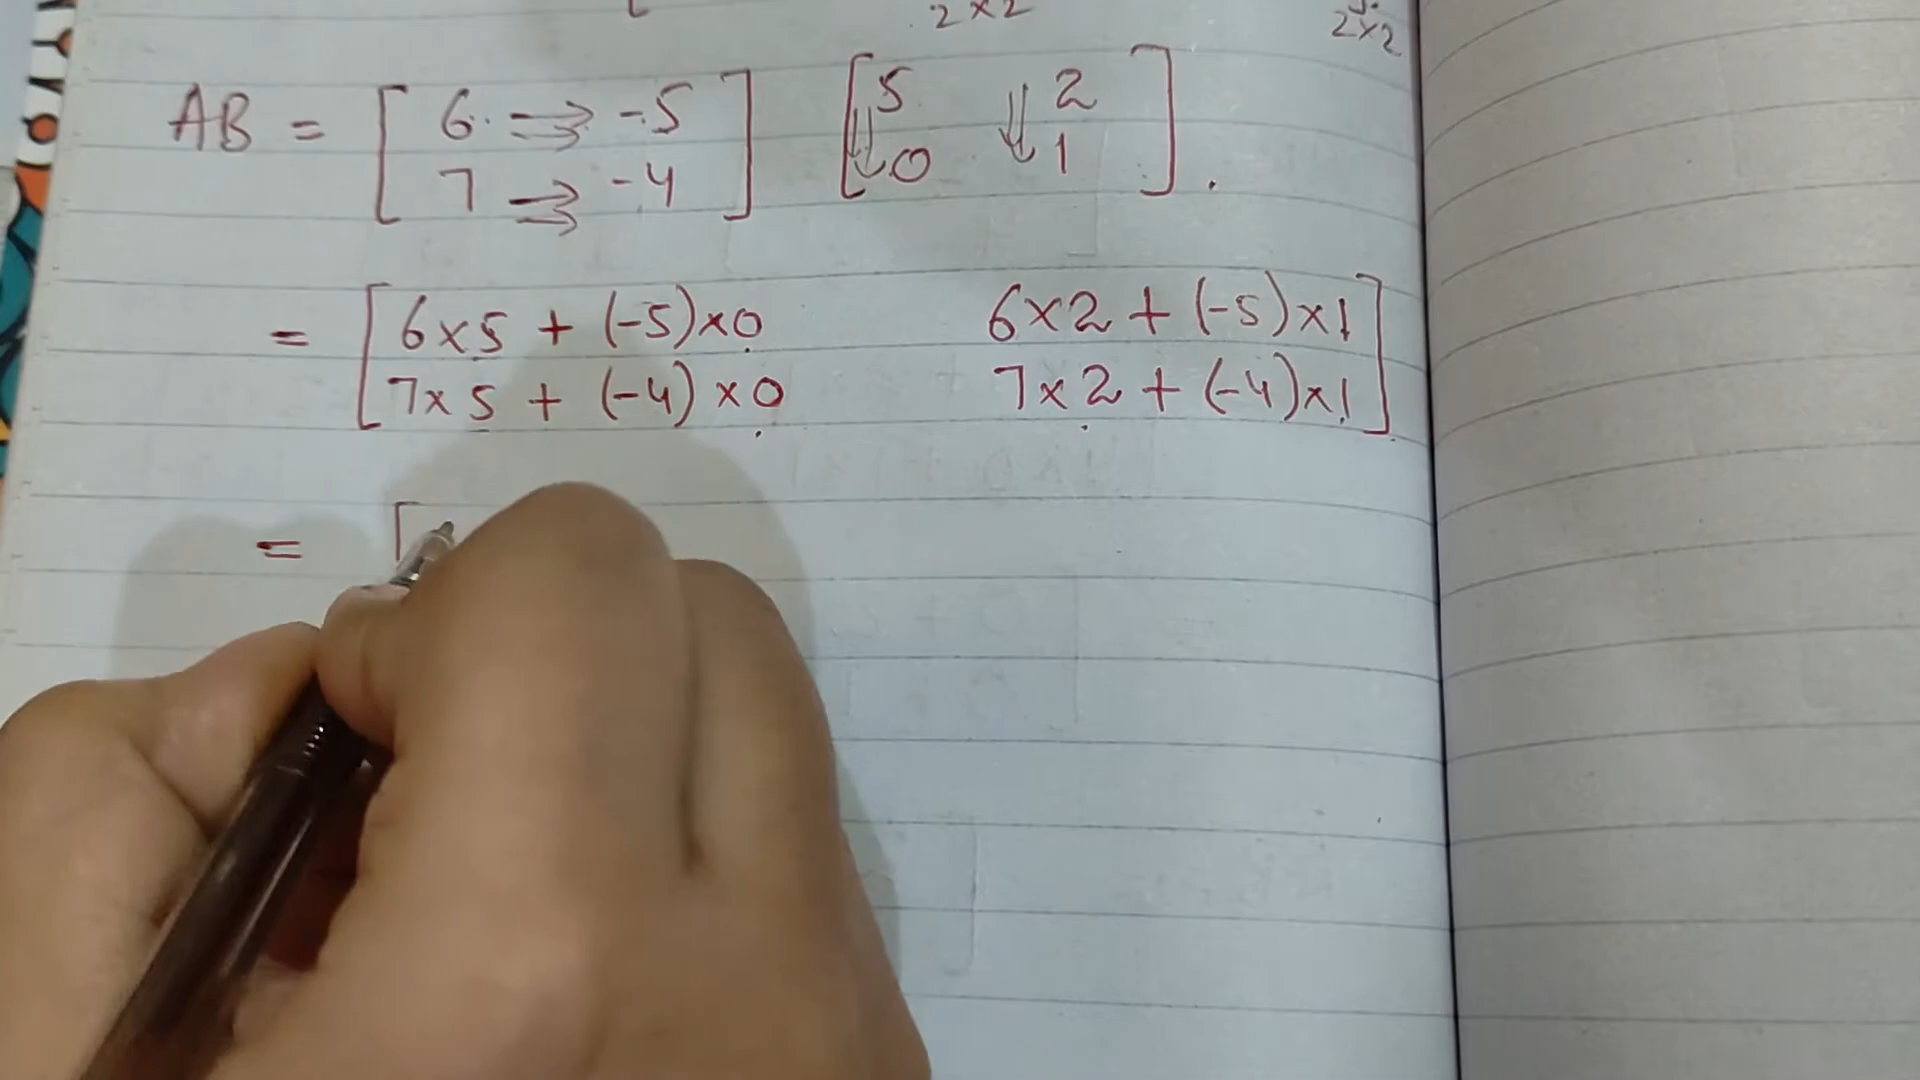 2×2 2×2
AB = [ 6 ⇒ -5 ] [ 5 ⇓ 2 ] .
7 ⇒ -4 ⇓ 0 1
= [ 6×5 + (-5)×0 6×2 + (-5)×1 ]
7×5 + (-4)×0 7×2 + (-4)×1
= [